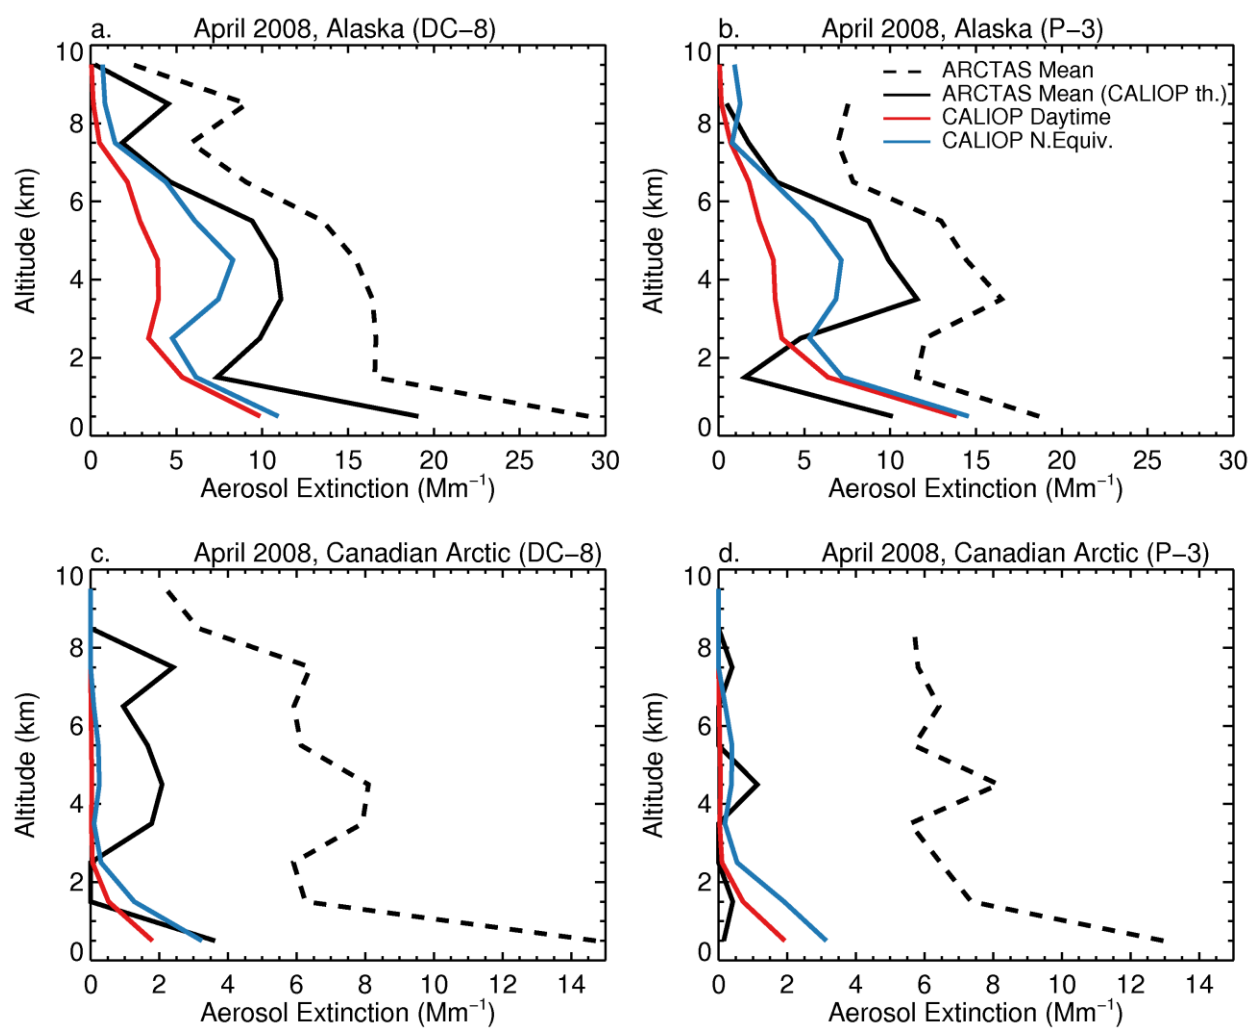 a. April 2008, Alaska (DC−8)
10
8
6
4
2
0
Altitude (km)
0 5 10 15 20 25 30
Aerosol Extinction (Mm⁻¹)
b. April 2008, Alaska (P−3)
10
8
6
4
2
0
Altitude (km)
ARCTAS Mean
ARCTAS Mean (CALIOP th.)
CALIOP Daytime
CALIOP N.Equiv.
0 5 10 15 20 25 30
Aerosol Extinction (Mm⁻¹)
c. April 2008, Canadian Arctic (DC−8)
10
8
6
4
2
0
Altitude (km)
0 2 4 6 8 10 12 14
Aerosol Extinction (Mm⁻¹)
d. April 2008, Canadian Arctic (P−3)
10
8
6
4
2
0
Altitude (km)
0 2 4 6 8 10 12 14
Aerosol Extinction (Mm⁻¹)